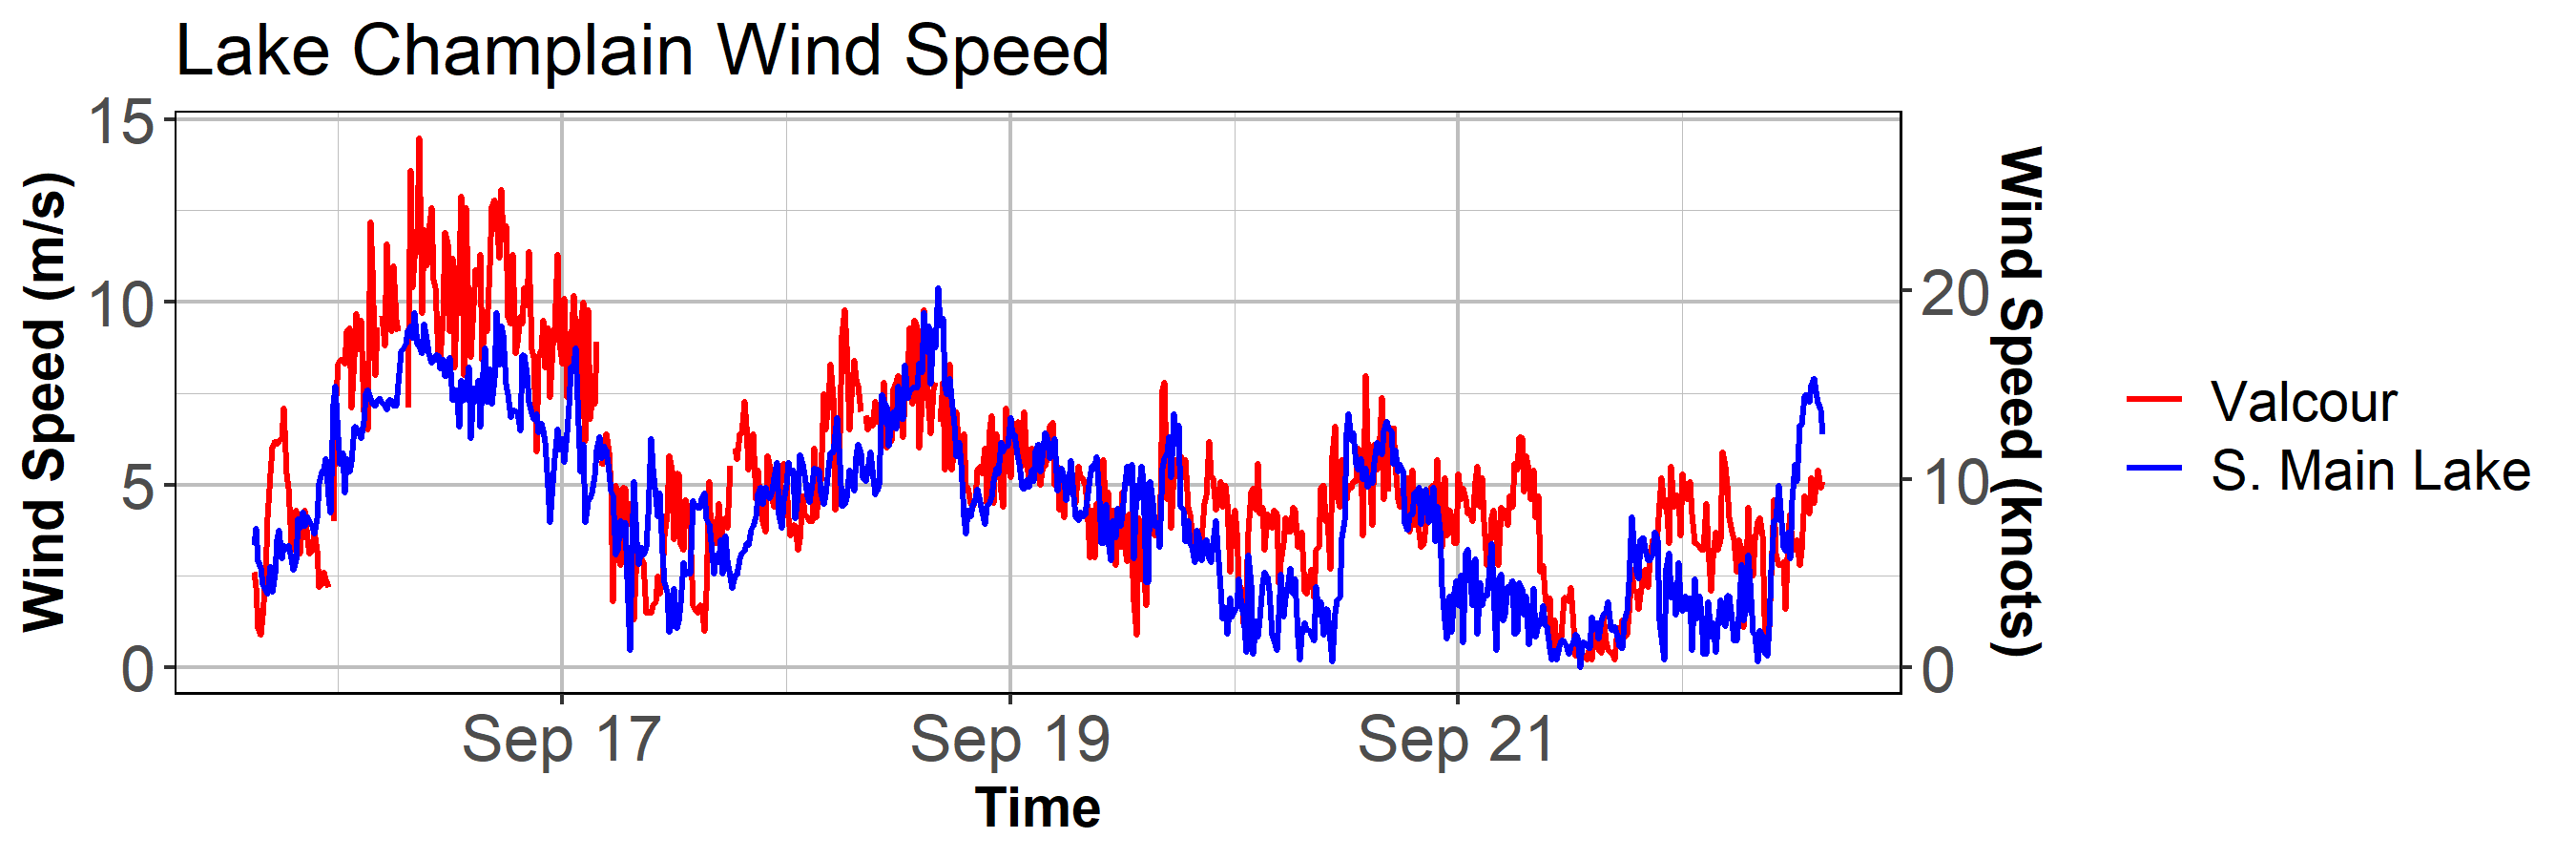 Lake Champlain Wind Speed
Wind Speed (m/s)
15
10
5
0
Sep 17
Sep 19
Sep 21
Time
20
10
0
Wind Speed (knots)
Valcour
S. Main Lake